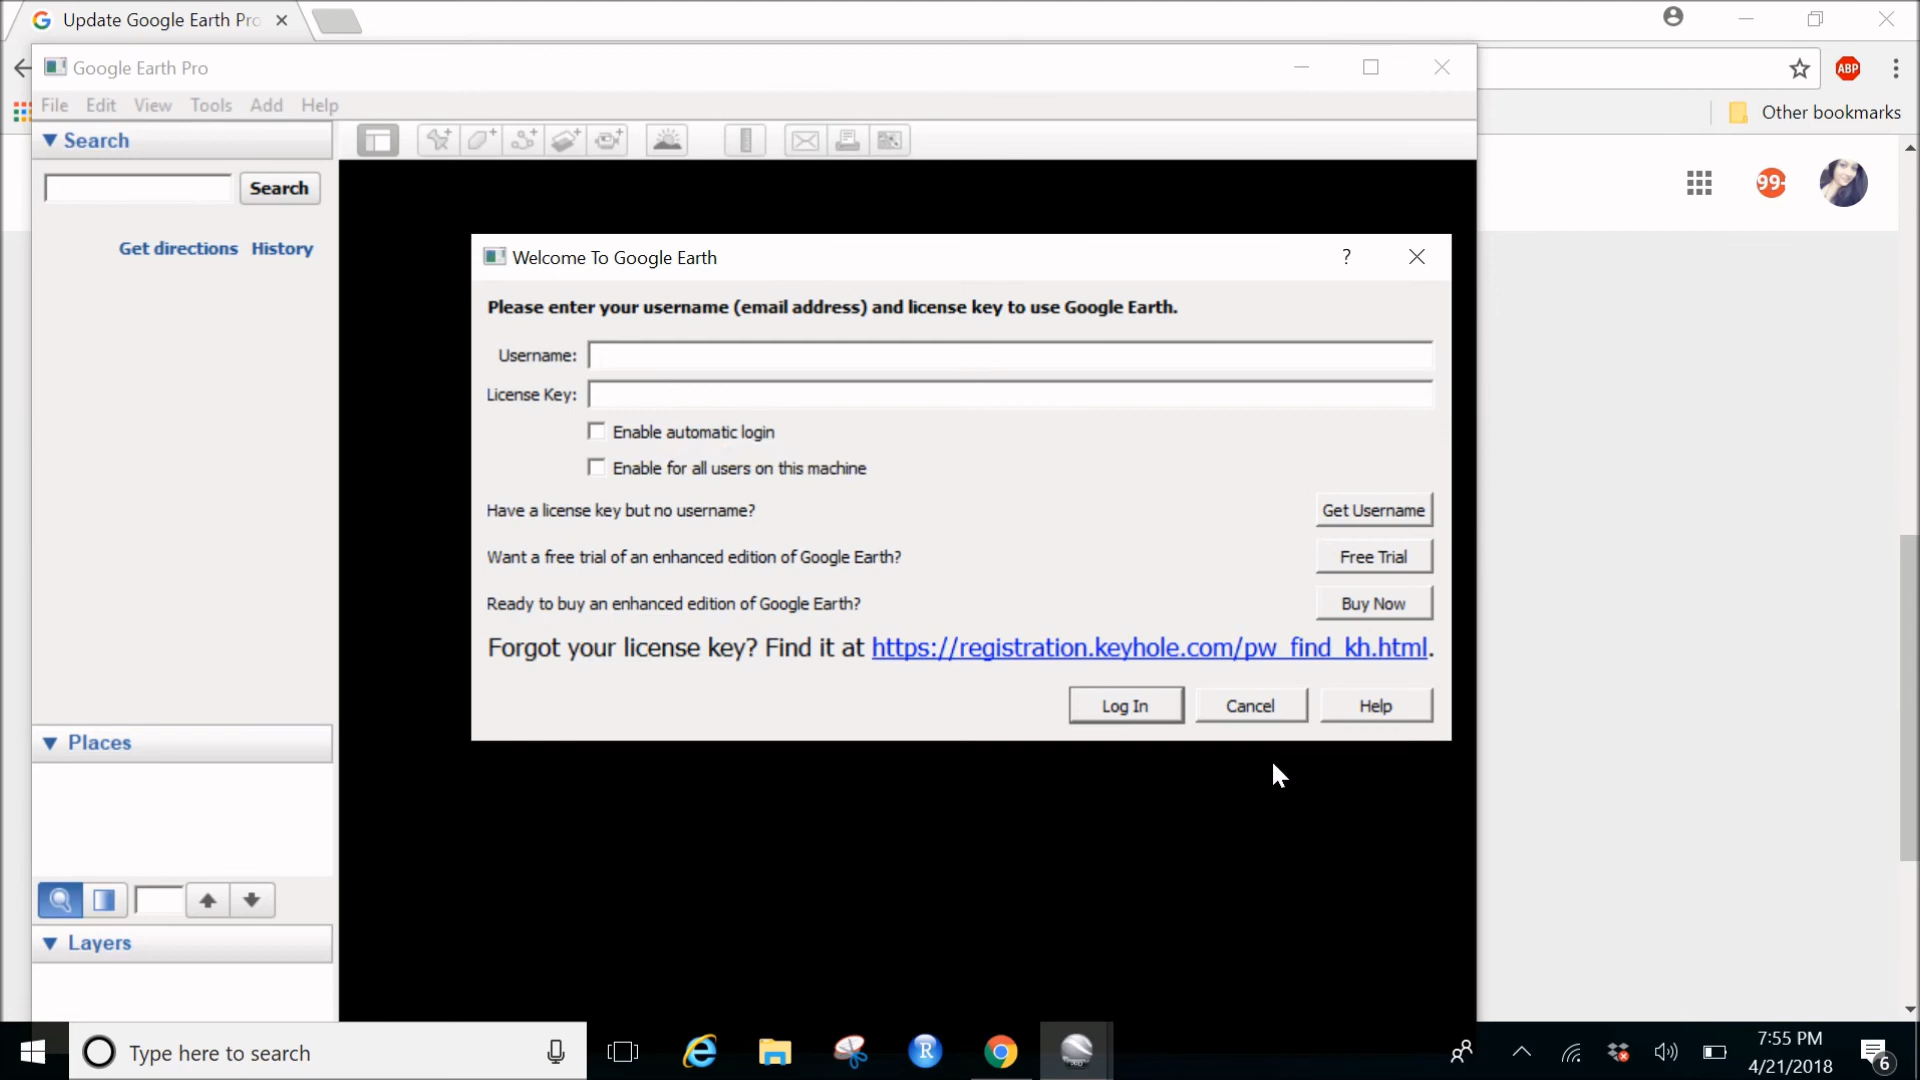 Update Google Earth Pro
Google Earth Pro
ABP
File Edit View Tools Add Help
Other bookmarks
Search
Search
99+
Get directions History
Welcome To Google Earth
?
Please enter your username (email address) and license key to use Google Earth.
Username:
License Key:
Enable automatic login
Enable for all users on this machine
Have a license key but no username?
Get Username
Want a free trial of an enhanced edition of Google Earth?
Free Trial
Ready to buy an enhanced edition of Google Earth?
Buy Now
Forgot your license key? Find it at https://registration.keyhole.com/pw_find_kh.html.
Log In
Cancel
Help
Places
Layers
Type here to search
R
7:55 PM
4/21/2018
6